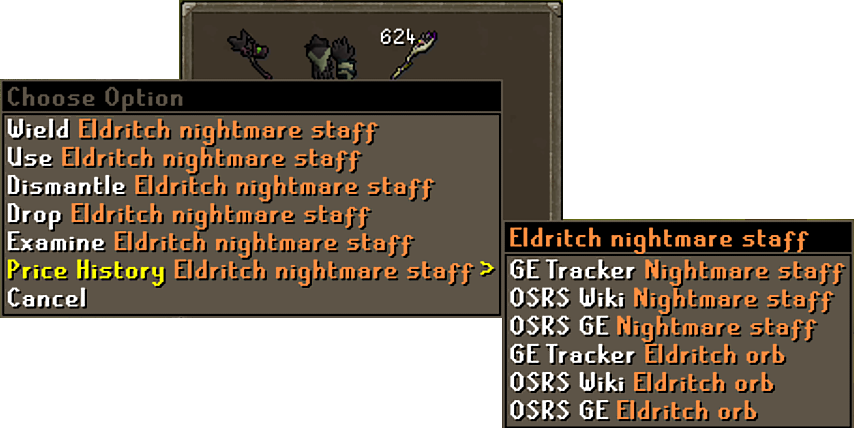 624
Choose Option
Wield Eldritch nightmare staff
Use Eldritch nightmare staff
Dismantle Eldritch nightmare staff
Drop Eldritch nightmare staff
Examine Eldritch nightmare staff
Price History Eldritch nightmare staff >
Cancel
Eldritch nightmare staff
GE Tracker Nightmare staff
OSRS Wiki Nightmare staff
OSRS GE Nightmare staff
GE Tracker Eldritch orb
OSRS Wiki Eldritch orb
OSRS GE Eldritch orb